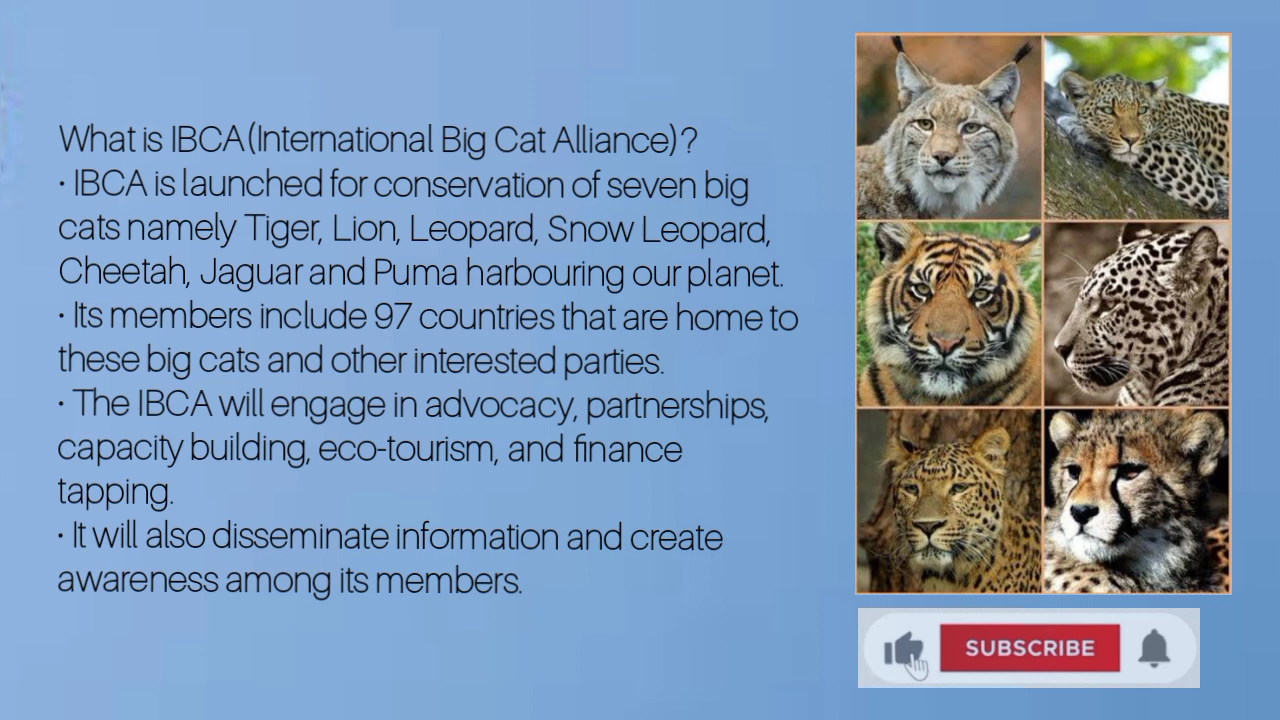 What is IBCA(International Big Cat Alliance)?
• IBCA is launched for conservation of seven big
cats namely Tiger, Lion, Leopard, Snow Leopard,
Cheetah, Jaguar and Puma harbouring our planet.
• Its members include 97 countries that are home to
these big cats and other interested parties.
• The IBCA will engage in advocacy, partnerships,
capacity building, eco-tourism, and finance
tapping.
• It will also disseminate information and create
awareness among its members.
SUBSCRIBE